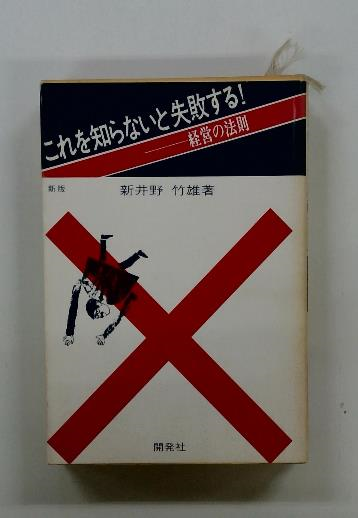 これを知らないと失敗する!
——経営の法則
新版
新井野 竹雄著
開発社